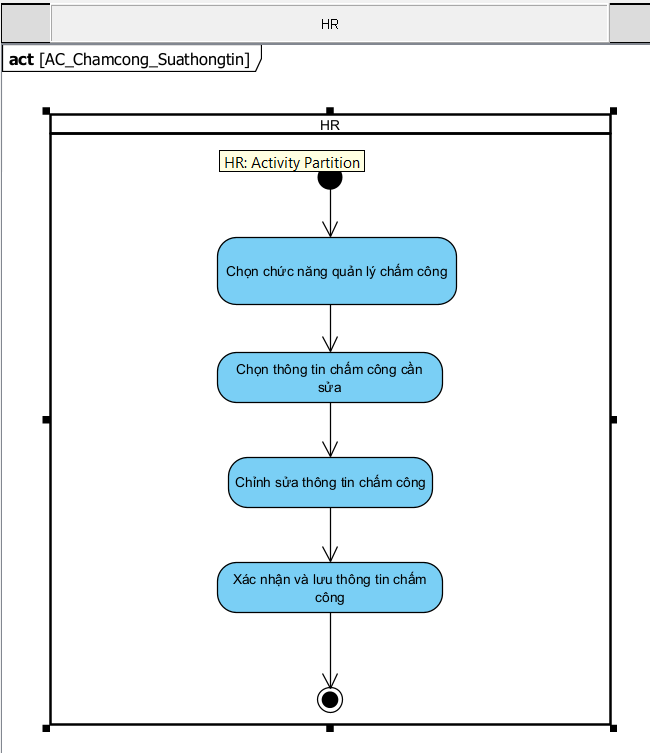 HR
act [AC_Chamcong_Suathongtin]
HR
HR: Activity Partition
Chọn chức năng quản lý chấm công
Chọn thông tin chấm công cần
sửa
Chỉnh sửa thông tin chấm công
Xác nhận và lưu thông tin chấm
công